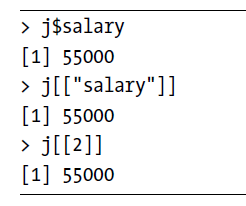 > j$salary
[1] 55000
> j[["salary"]]
[1] 55000
> j[[2]]
[1] 55000